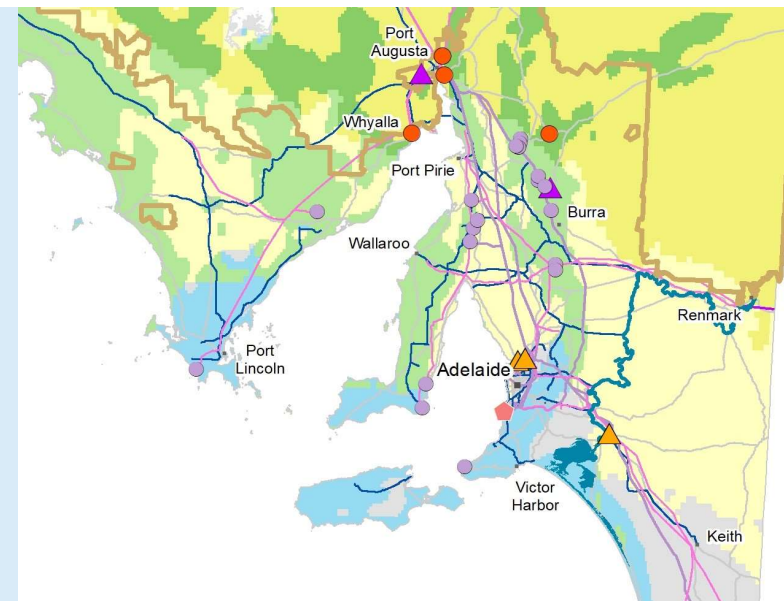 Port
Augusta
Whyalla
Port Pirie
Burra
Wallaroo
Renmark
Port
Lincoln
Adelaide
Victor
Harbor
Keith